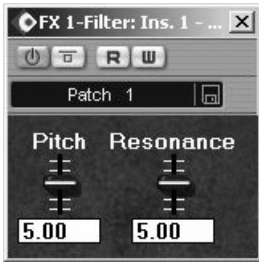 FX 1-Filter: Ins. 1 - ...
R W
Patch 1
Pitch Resonance
5.00 5.00